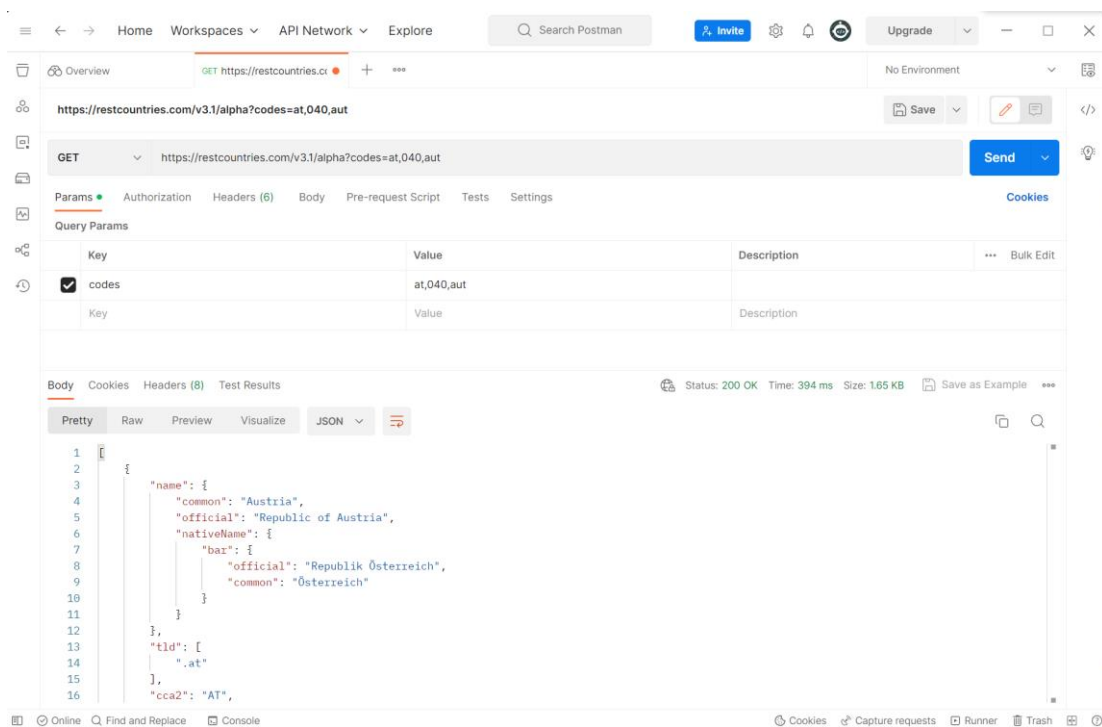 Home Workspaces API Network Explore Search Postman Invite Upgrade
Overview GET https://restcountries.cc No Environment
https://restcountries.com/v3.1/alpha?codes=at,040,aut Save
GET https://restcountries.com/v3.1/alpha?codes=at,040,aut Send
Params Authorization Headers (6) Body Pre-request Script Tests Settings Cookies
Query Params
Key Value Description Bulk Edit
codes at,040,aut
Key Value Description
Body Cookies Headers (8) Test Results Status: 200 OK Time: 394 ms Size: 1.65 KB Save as Example
Pretty Raw Preview Visualize JSON
1 [
2 {
3 "name": {
4 "common": "Austria",
5 "official": "Republic of Austria",
6 "nativeName": {
7 "bar": {
8 "official": "Republik Österreich",
9 "common": "Österreich"
10 }
11 }
12 },
13 "tld": [
14 ".at"
15 ],
16 "cca2": "AT",
Online Find and Replace Console Cookies Capture requests Runner Trash